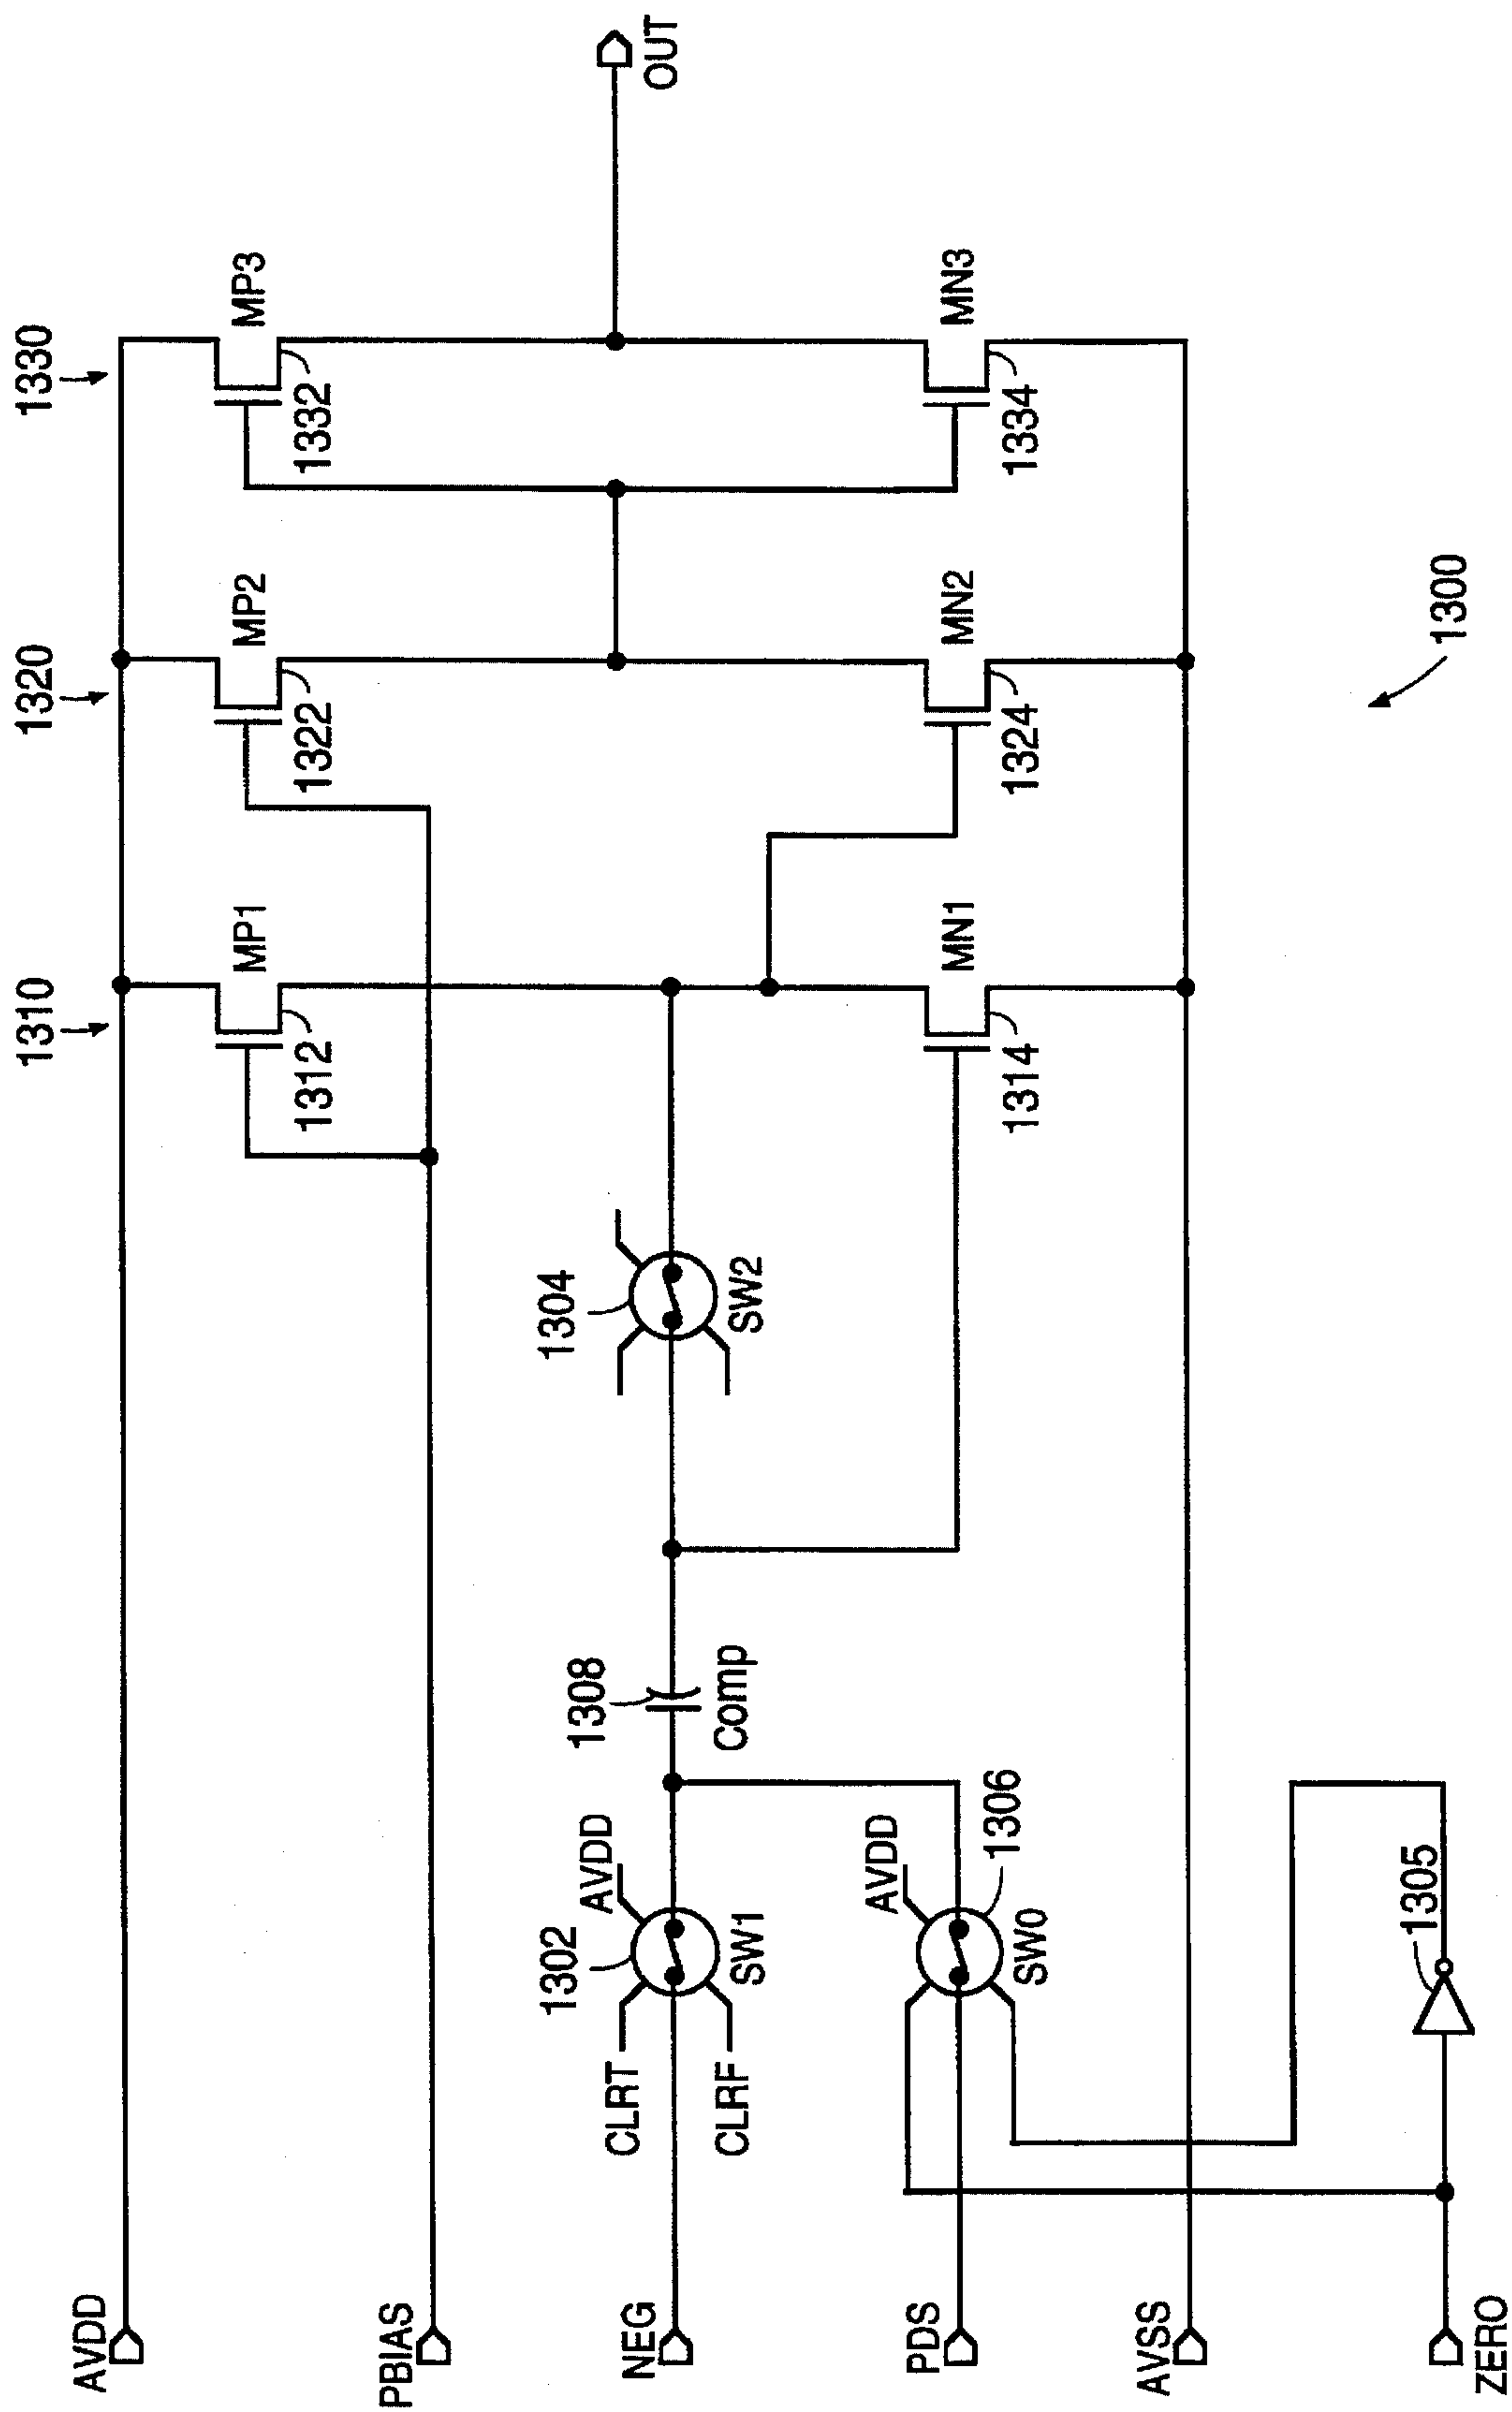 1310
1320
1330
AVDD
MP1
MP2
MP3
1312
1322
1332
PBIAS
OUT
1304
SW2
1308
Comp
NEG
1302
CLRT
AVDD
SW1
CLRF
PDS
AVDD
1306
SW0
MN1
MN2
MN3
1314
1324
1334
AVSS
1305
ZERO
1300